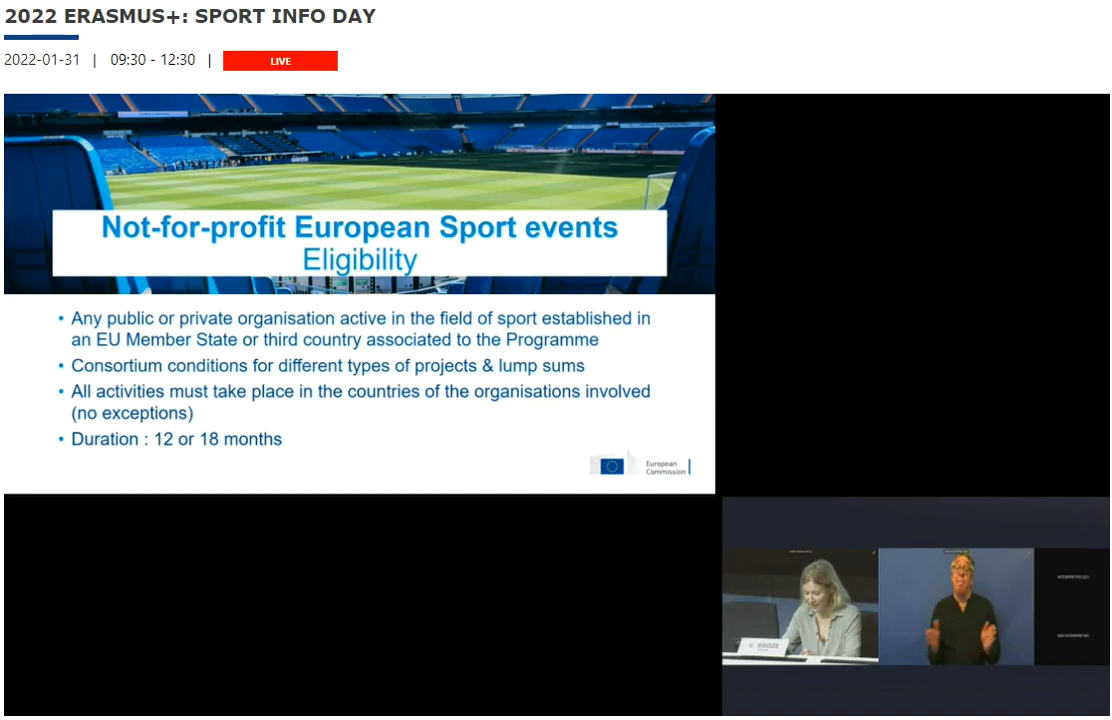 2022 ERASMUS+: SPORT INFO DAY
2022-01-31 | 09:30 - 12:30 | LIVE
Not-for-profit European Sport events
Eligibility
• Any public or private organisation active in the field of sport established in
an EU Member State or third country associated to the Programme
• Consortium conditions for different types of projects & lump sums
• All activities must take place in the countries of the organisations involved
(no exceptions)
• Duration : 12 or 18 months
European
Commission
G. BROZE